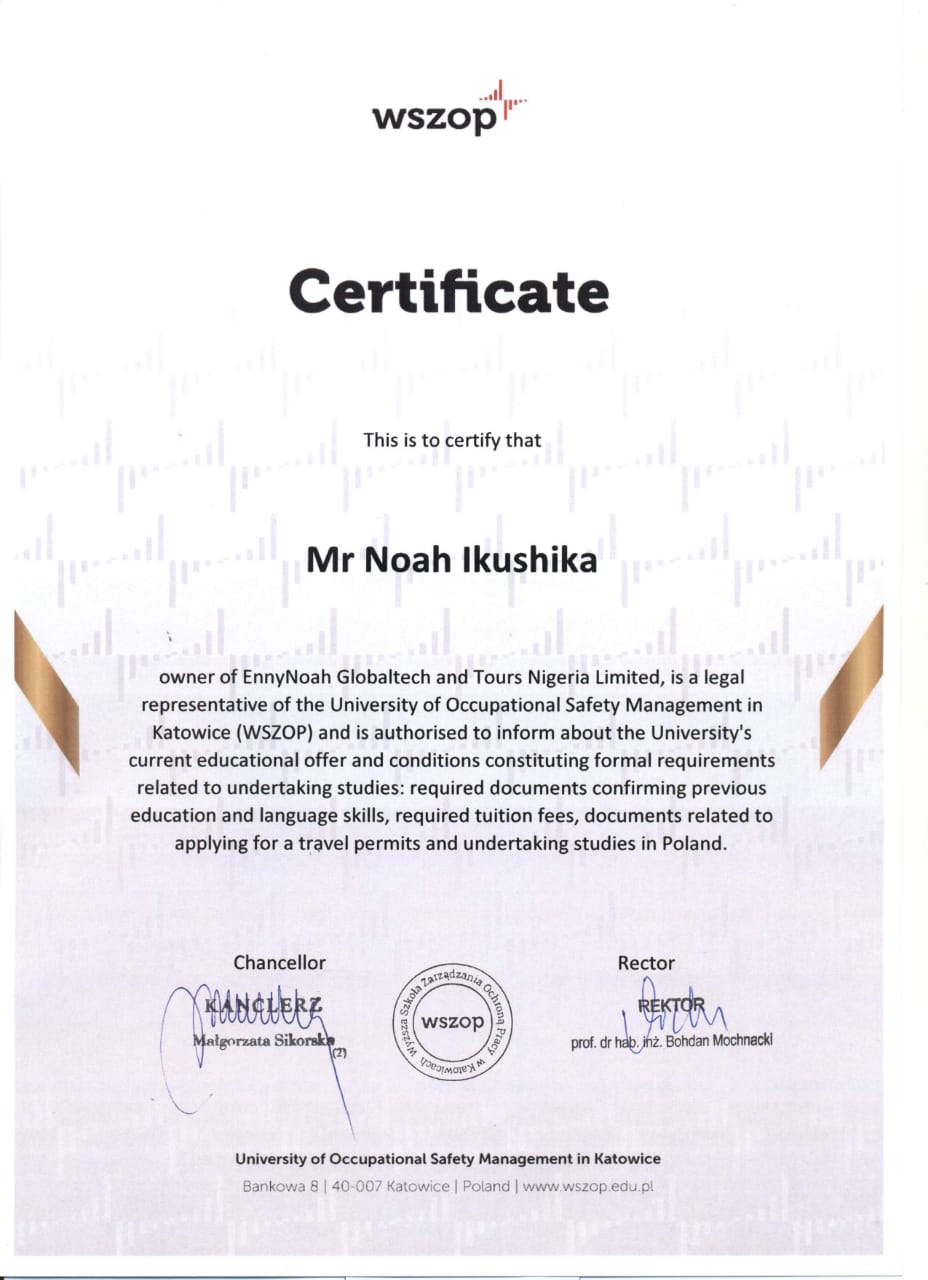 wszop
Certificate
This is to certify that
Mr Noah Ikushika
owner of EnnyNoah Globaltech and Tours Nigeria Limited, is a legal
representative of the University of Occupational Safety Management in
Katowice (WSZOP) and is authorised to inform about the University's
current educational offer and conditions constituting formal requirements
related to undertaking studies: required documents confirming previous
education and language skills, required tuition fees, documents related to
applying for a travel permits and undertaking studies in Poland.
Chancellor
KANCLERZ
Małgorzata Sikorska
(2)
Wyższa Szkoła Zarządzania Ochroną Pracy w Katowicach
wszop
Rector
REKTOR
prof. dr hab. inż. Bohdan Mochnacki
University of Occupational Safety Management in Katowice
Bankowa 8 | 40-007 Katowice | Poland | www.wszop.edu.pl